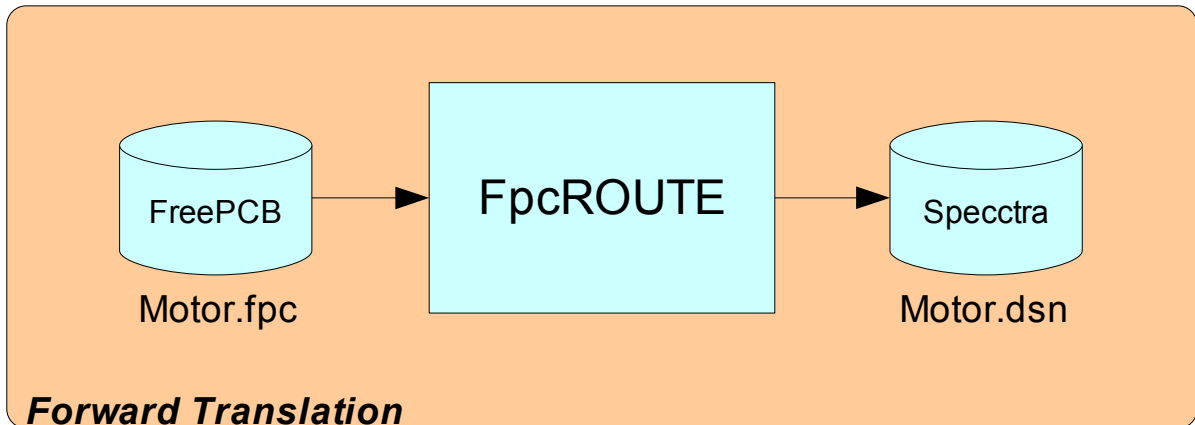 FreePCB
FpcROUTE
Specctra
Motor.fpc
Motor.dsn
Forward Translation